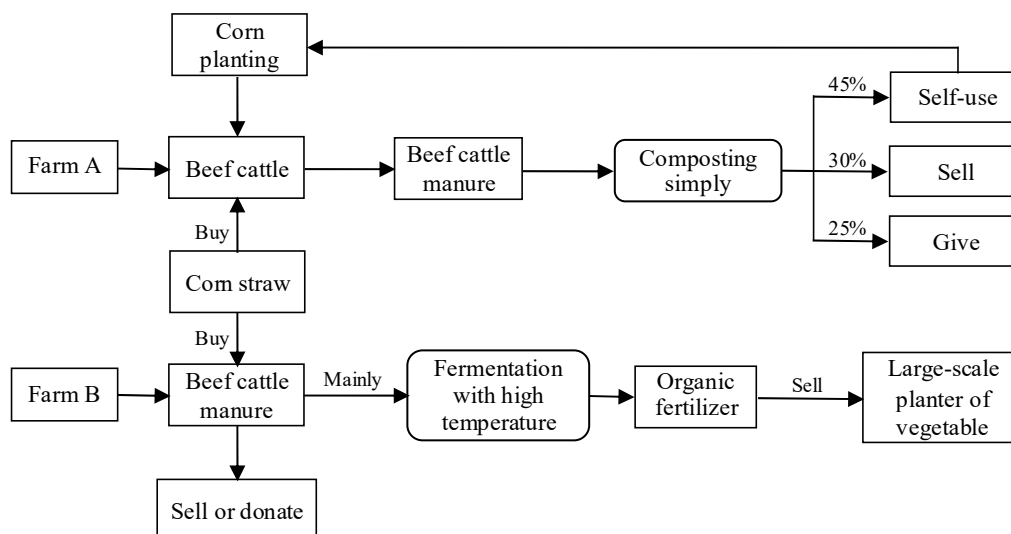 Corn
planting
45%
Self-use
Farm A
Beef cattle
Beef cattle
manure
Composting
simply
30%
Sell
25%
Give
Buy
Corn straw
Buy
Farm B
Beef cattle
manure
Mainly
Fermentation
with high
temperature
Organic
fertilizer
Sell
Large-scale
planter of
vegetable
Sell or donate